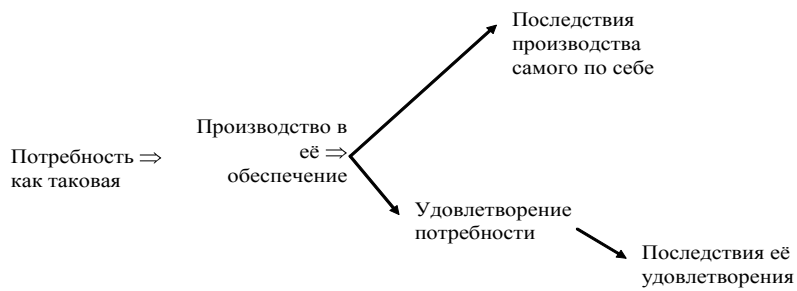 Последствия
производства
самого по себе
Производство в
её ⇒
обеспечение
Потребность ⇒
как таковая
Удовлетворение
потребности
Последствия её
удовлетворения